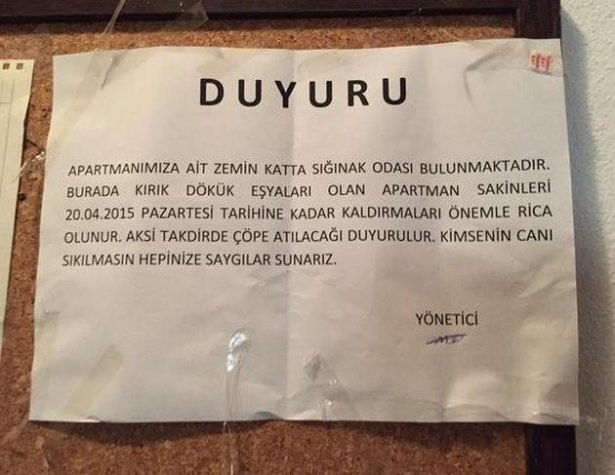 DUYURU
APARTMANIMIZA AİT ZEMİN KATTA SIĞINAK ODASI BULUNMAKTADIR.
BURADA KIRIK DÖKÜK EŞYALARI OLAN APARTMAN SAKİNLERİ
20.04.2015 PAZARTESİ TARİHİNE KADAR KALDIRMALARI ÖNEMLE RİCA
OLUNUR. AKSİ TAKDİRDE ÇÖPE ATILACAĞI DUYURULUR. KİMSENİN CANI
SIKILMASIN HEPİNİZE SAYGILAR SUNARIZ.
YÖNETİCİ